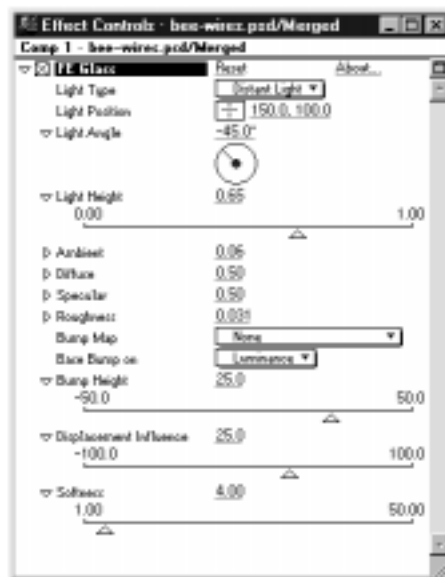 Effect Controls - bee-wires.psd/Merged
Comp 1 - bee-wires.psd/Merged
FE Glass Reset About...
Light Type Distant Light
Light Position 150.0, 100.0
Light Angle -45.0°
Light Height 0.65
0.00 1.00
Ambient 0.06
Diffuse 0.50
Specular 0.50
Roughness 0.031
Bump Map None
Base Bump on Luminance
Bump Height 25.0
-50.0 50.0
Displacement Influence 25.0
-100.0 100.0
Softness 4.00
1.00 50.00